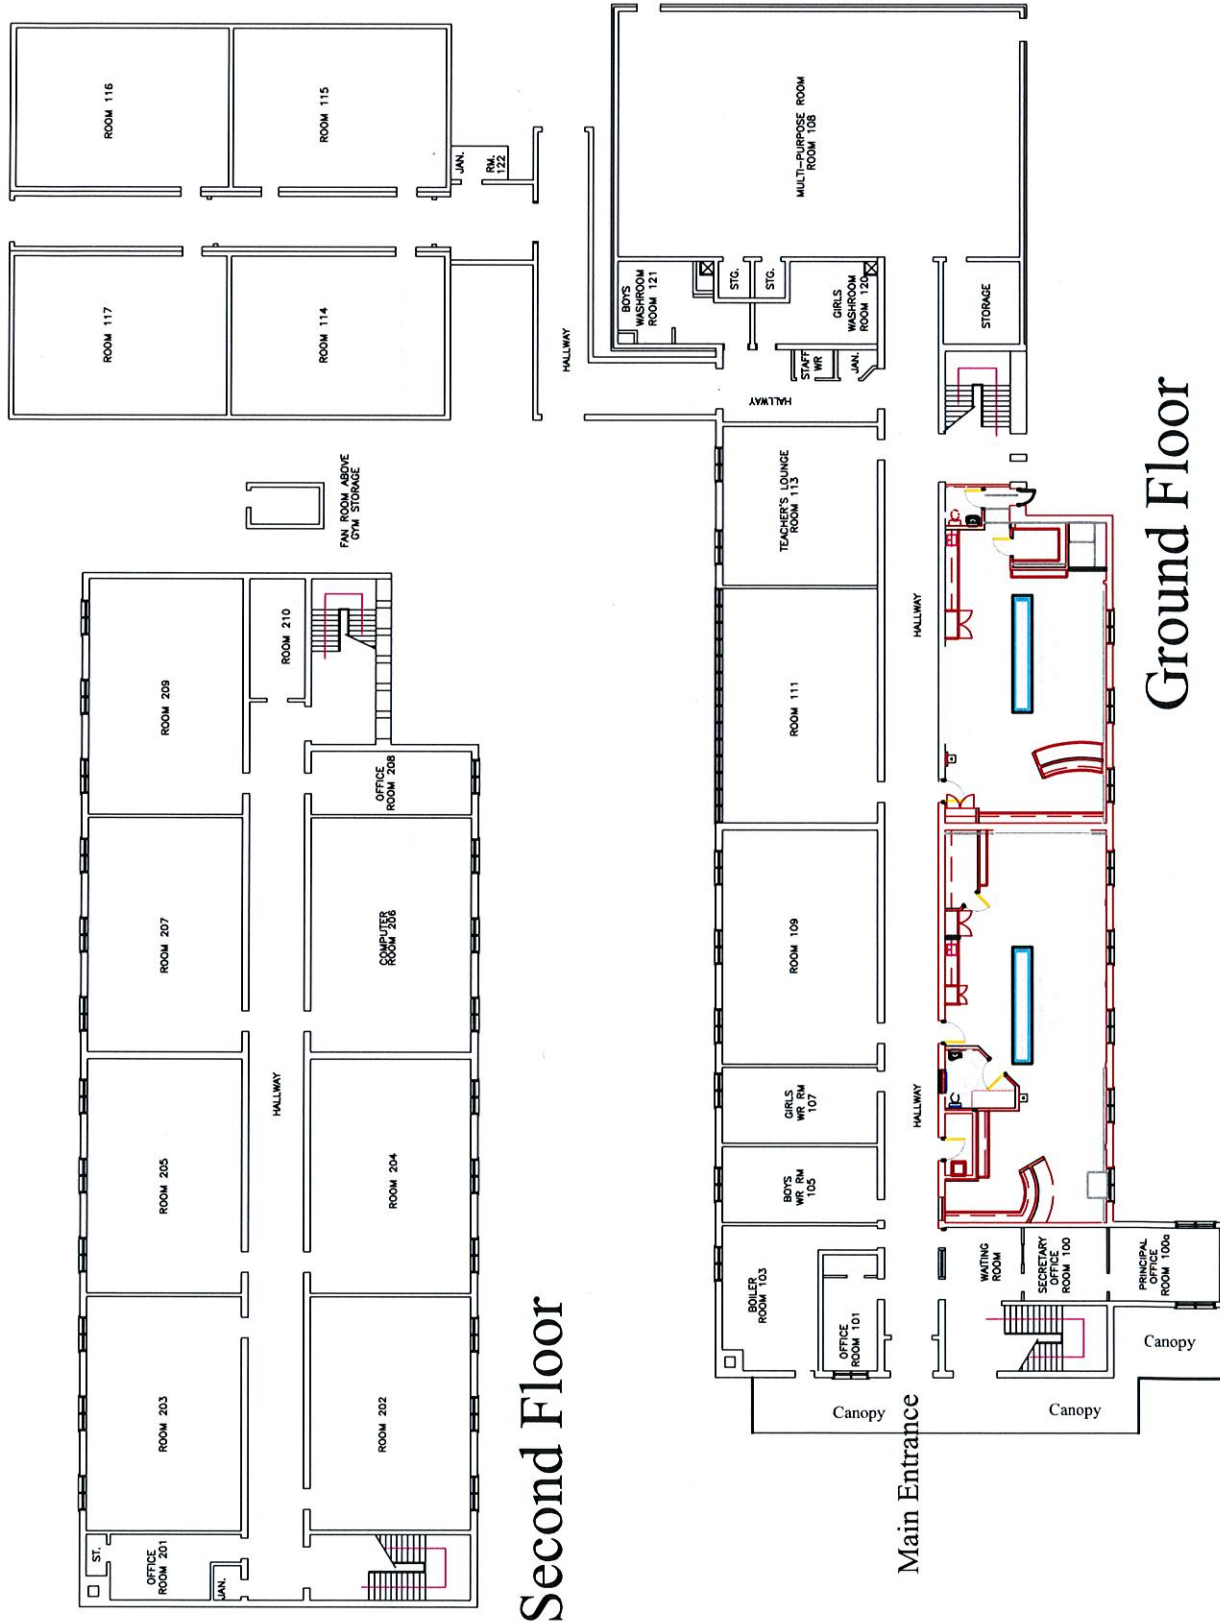 ROOM 116
ROOM 115
JAN.
RM.
122
ROOM 117
ROOM 114
HALLWAY
FAN ROOM ABOVE
GYM STORAGE
ROOM 209
ROOM 210
ROOM 207
OFFICE
ROOM 208
COMPUTER
ROOM 206
ROOM 205
HALLWAY
ROOM 204
ROOM 203
ROOM 202
ST.
OFFICE
ROOM 201
JAN.
Second Floor
MULTI-PURPOSE ROOM
ROOM 108
BOYS
WASHROOM
ROOM 121
STG.
STG.
GIRLS
WASHROOM
ROOM 120
STORAGE
STAFF
WR
JAN.
HALLWAY
TEACHER'S LOUNGE
ROOM 113
HALLWAY
ROOM 111
ROOM 109
GIRLS
WR RM
107
HALLWAY
BOYS
WR RM
105
BOILER
ROOM 103
OFFICE
ROOM 101
WAITING
ROOM
SECRETARY
OFFICE
ROOM 100
PRINCIPAL
OFFICE
ROOM 100a
Canopy
Canopy
Canopy
Main Entrance
Ground Floor